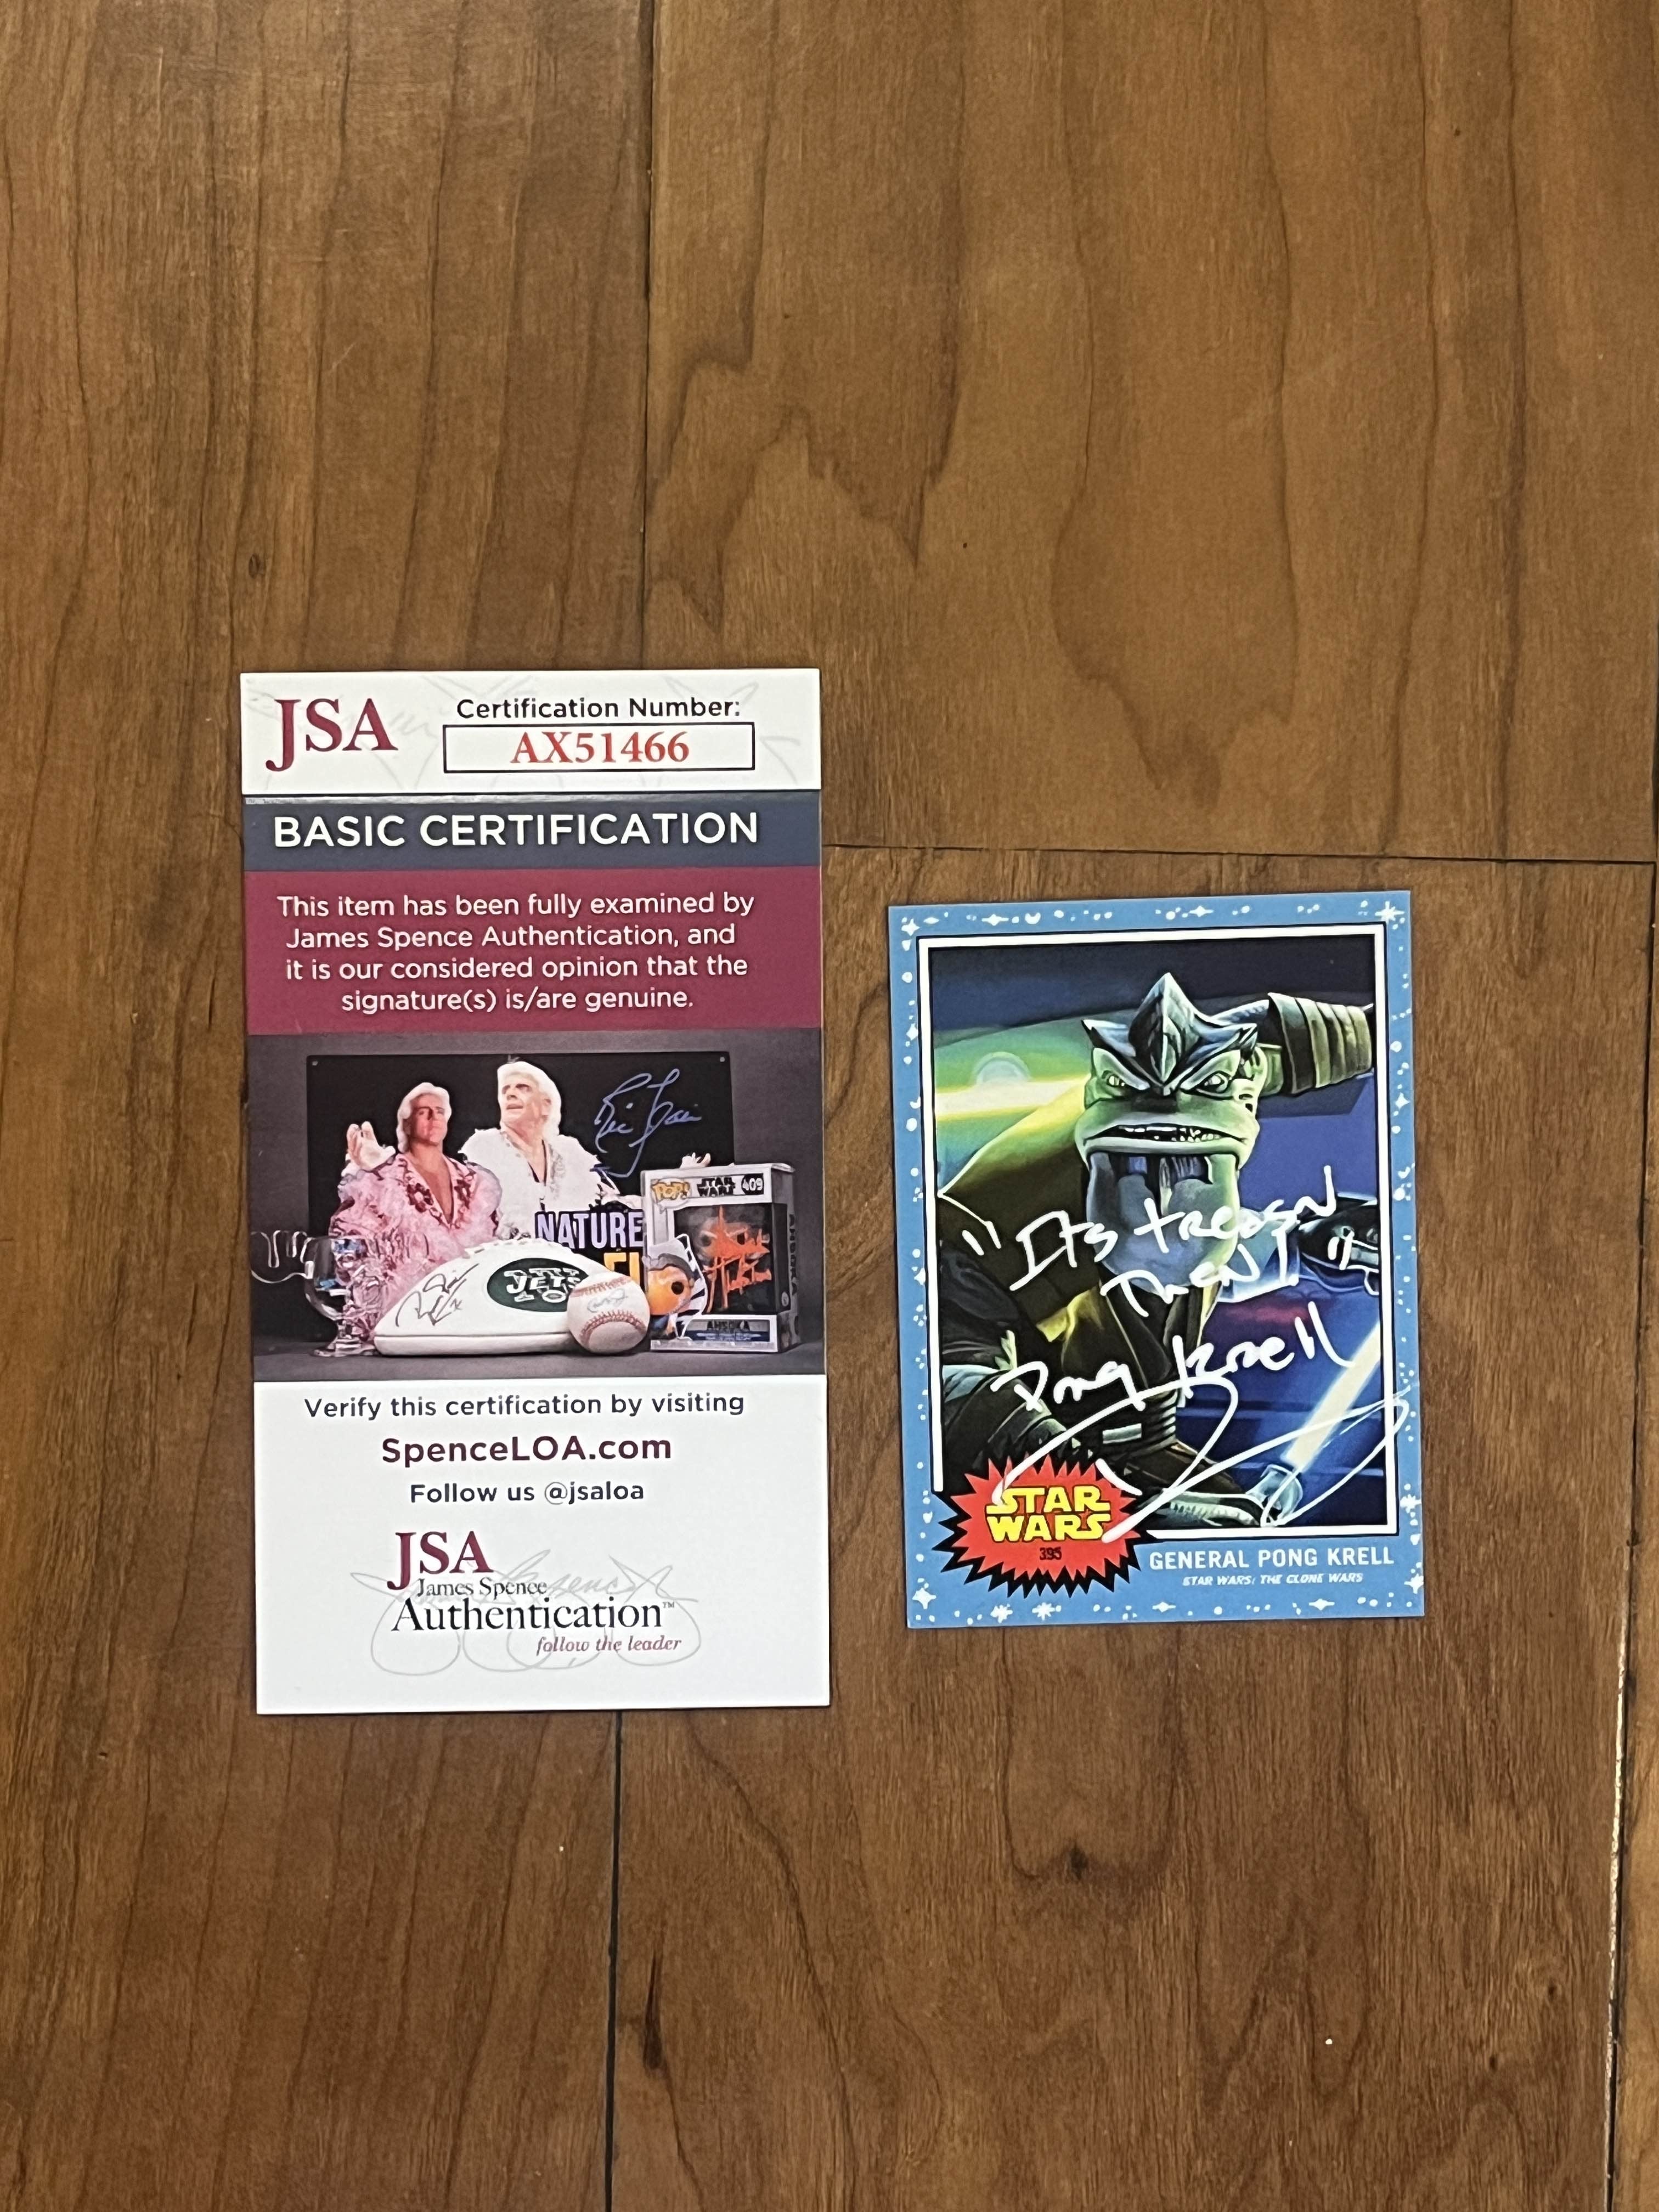 JSA
Certification Number:
AX51466
BASIC CERTIFICATION
This item has been fully examined by
James Spence Authentication, and
it is our considered opinion that the
signature(s) is/are genuine.
Ric Flair
POP! STAR WARS 409
NATURE
JETS
AHSOKA
Verify this certification by visiting
SpenceLOA.com
Follow us @jsaloa
JSA
James Spence
Authentication™
follow the leader
"Its treason
Then!"
Pong Krell
STAR
WARS
395
GENERAL PONG KRELL
STAR WARS: THE CLONE WARS